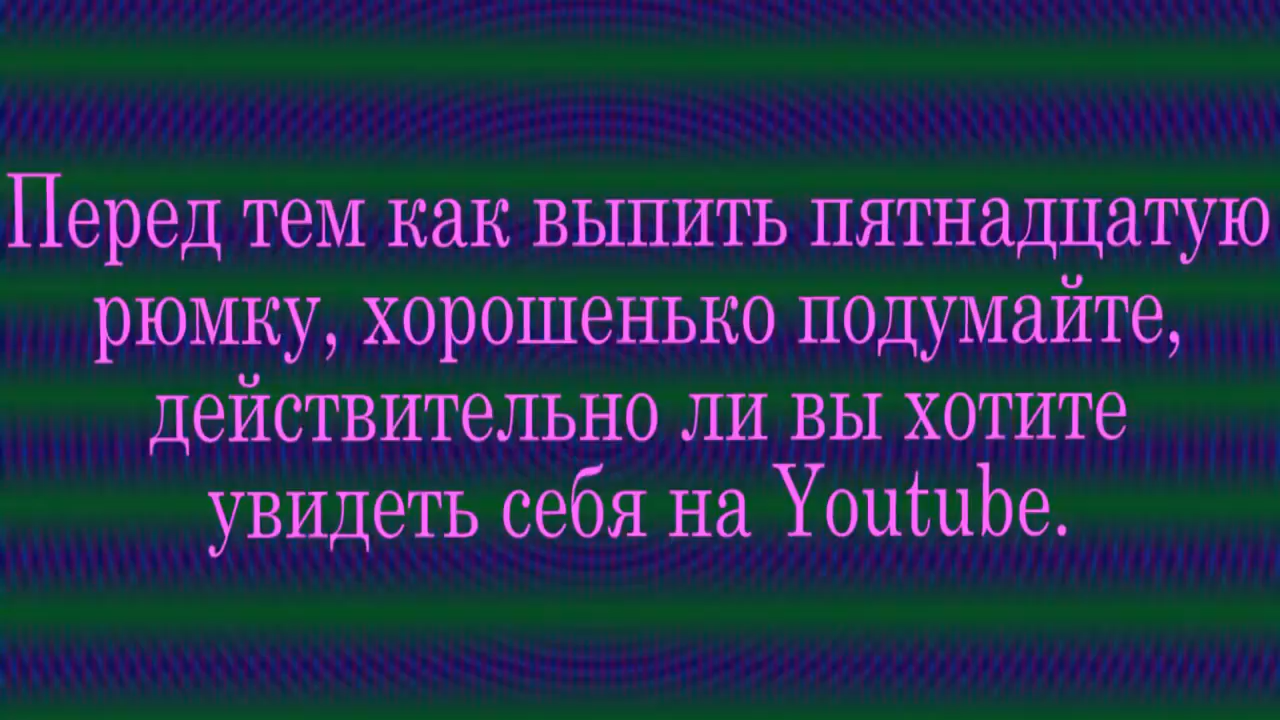 Перед тем как выпить пятнадцатую
рюмку, хорошенько подумайте,
действительно ли вы хотите
увидеть себя на Youtube.